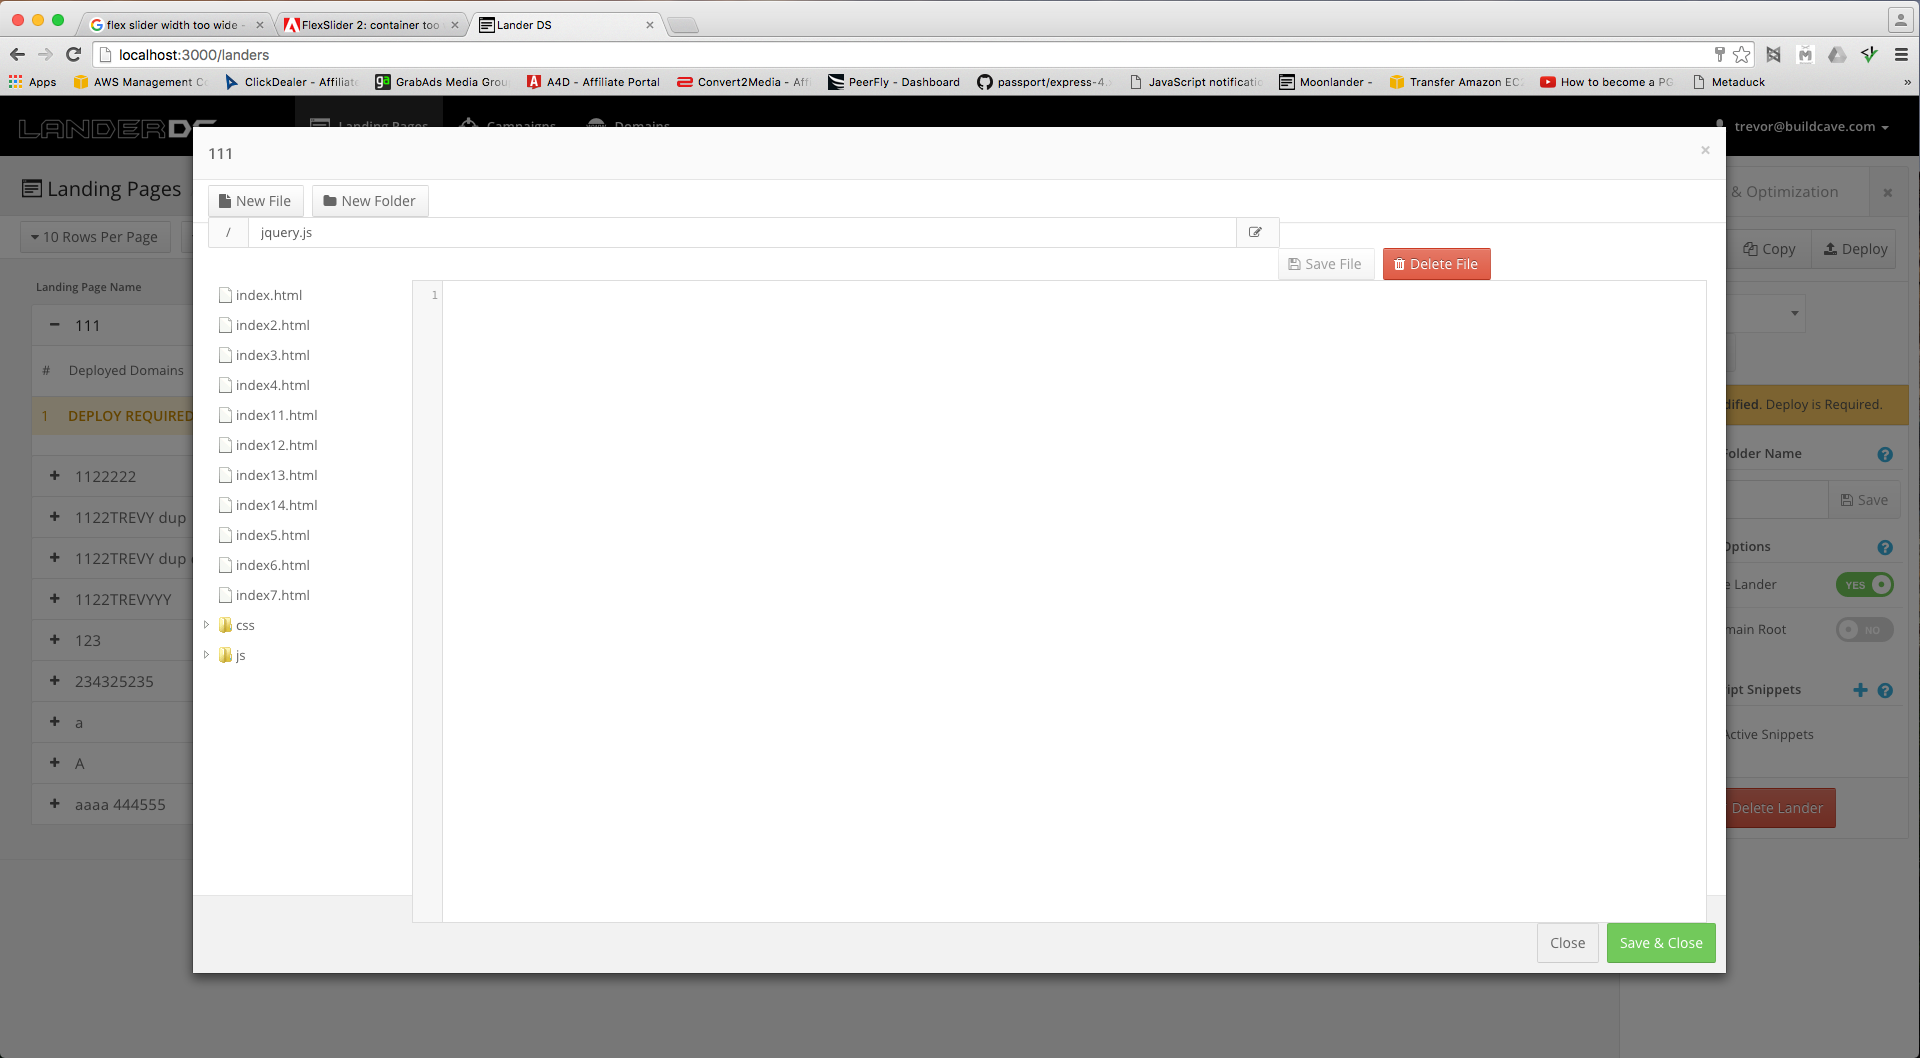 flex slider width too wide -
FlexSlider 2: container too
Lander DS
localhost:3000/landers
Apps
AWS Management Co
ClickDealer - Affiliate
GrabAds Media Grou
A4D - Affiliate Portal
Convert2Media - Aff
PeerFly - Dashboard
passport/express-4.
JavaScript notificatio
Moonlander -
Transfer Amazon EC
How to become a PG
Metaduck
»
LANDERDS
Landing Pages
Campaigns
Domains
trevor@buildcave.com
111
×
Landing Pages
& Optimization
New File
New Folder
10 Rows Per Page
/
jquery.js
Copy
Deploy
Save File
Delete File
Landing Page Name
111
# Deployed Domains
1 DEPLOY REQUIRED
1122222
1122TREVY dup
1122TREVY dup
1122TREVYYY
123
234325235
a
A
aaaa 444555
index.html
index2.html
index3.html
index4.html
index11.html
index12.html
index13.html
index14.html
index5.html
index6.html
index7.html
css
js
1
dified. Deploy is Required.
Folder Name
Save
Options
e Lander
YES
main Root
NO
ipt Snippets
Active Snippets
Delete Lander
Close
Save & Close